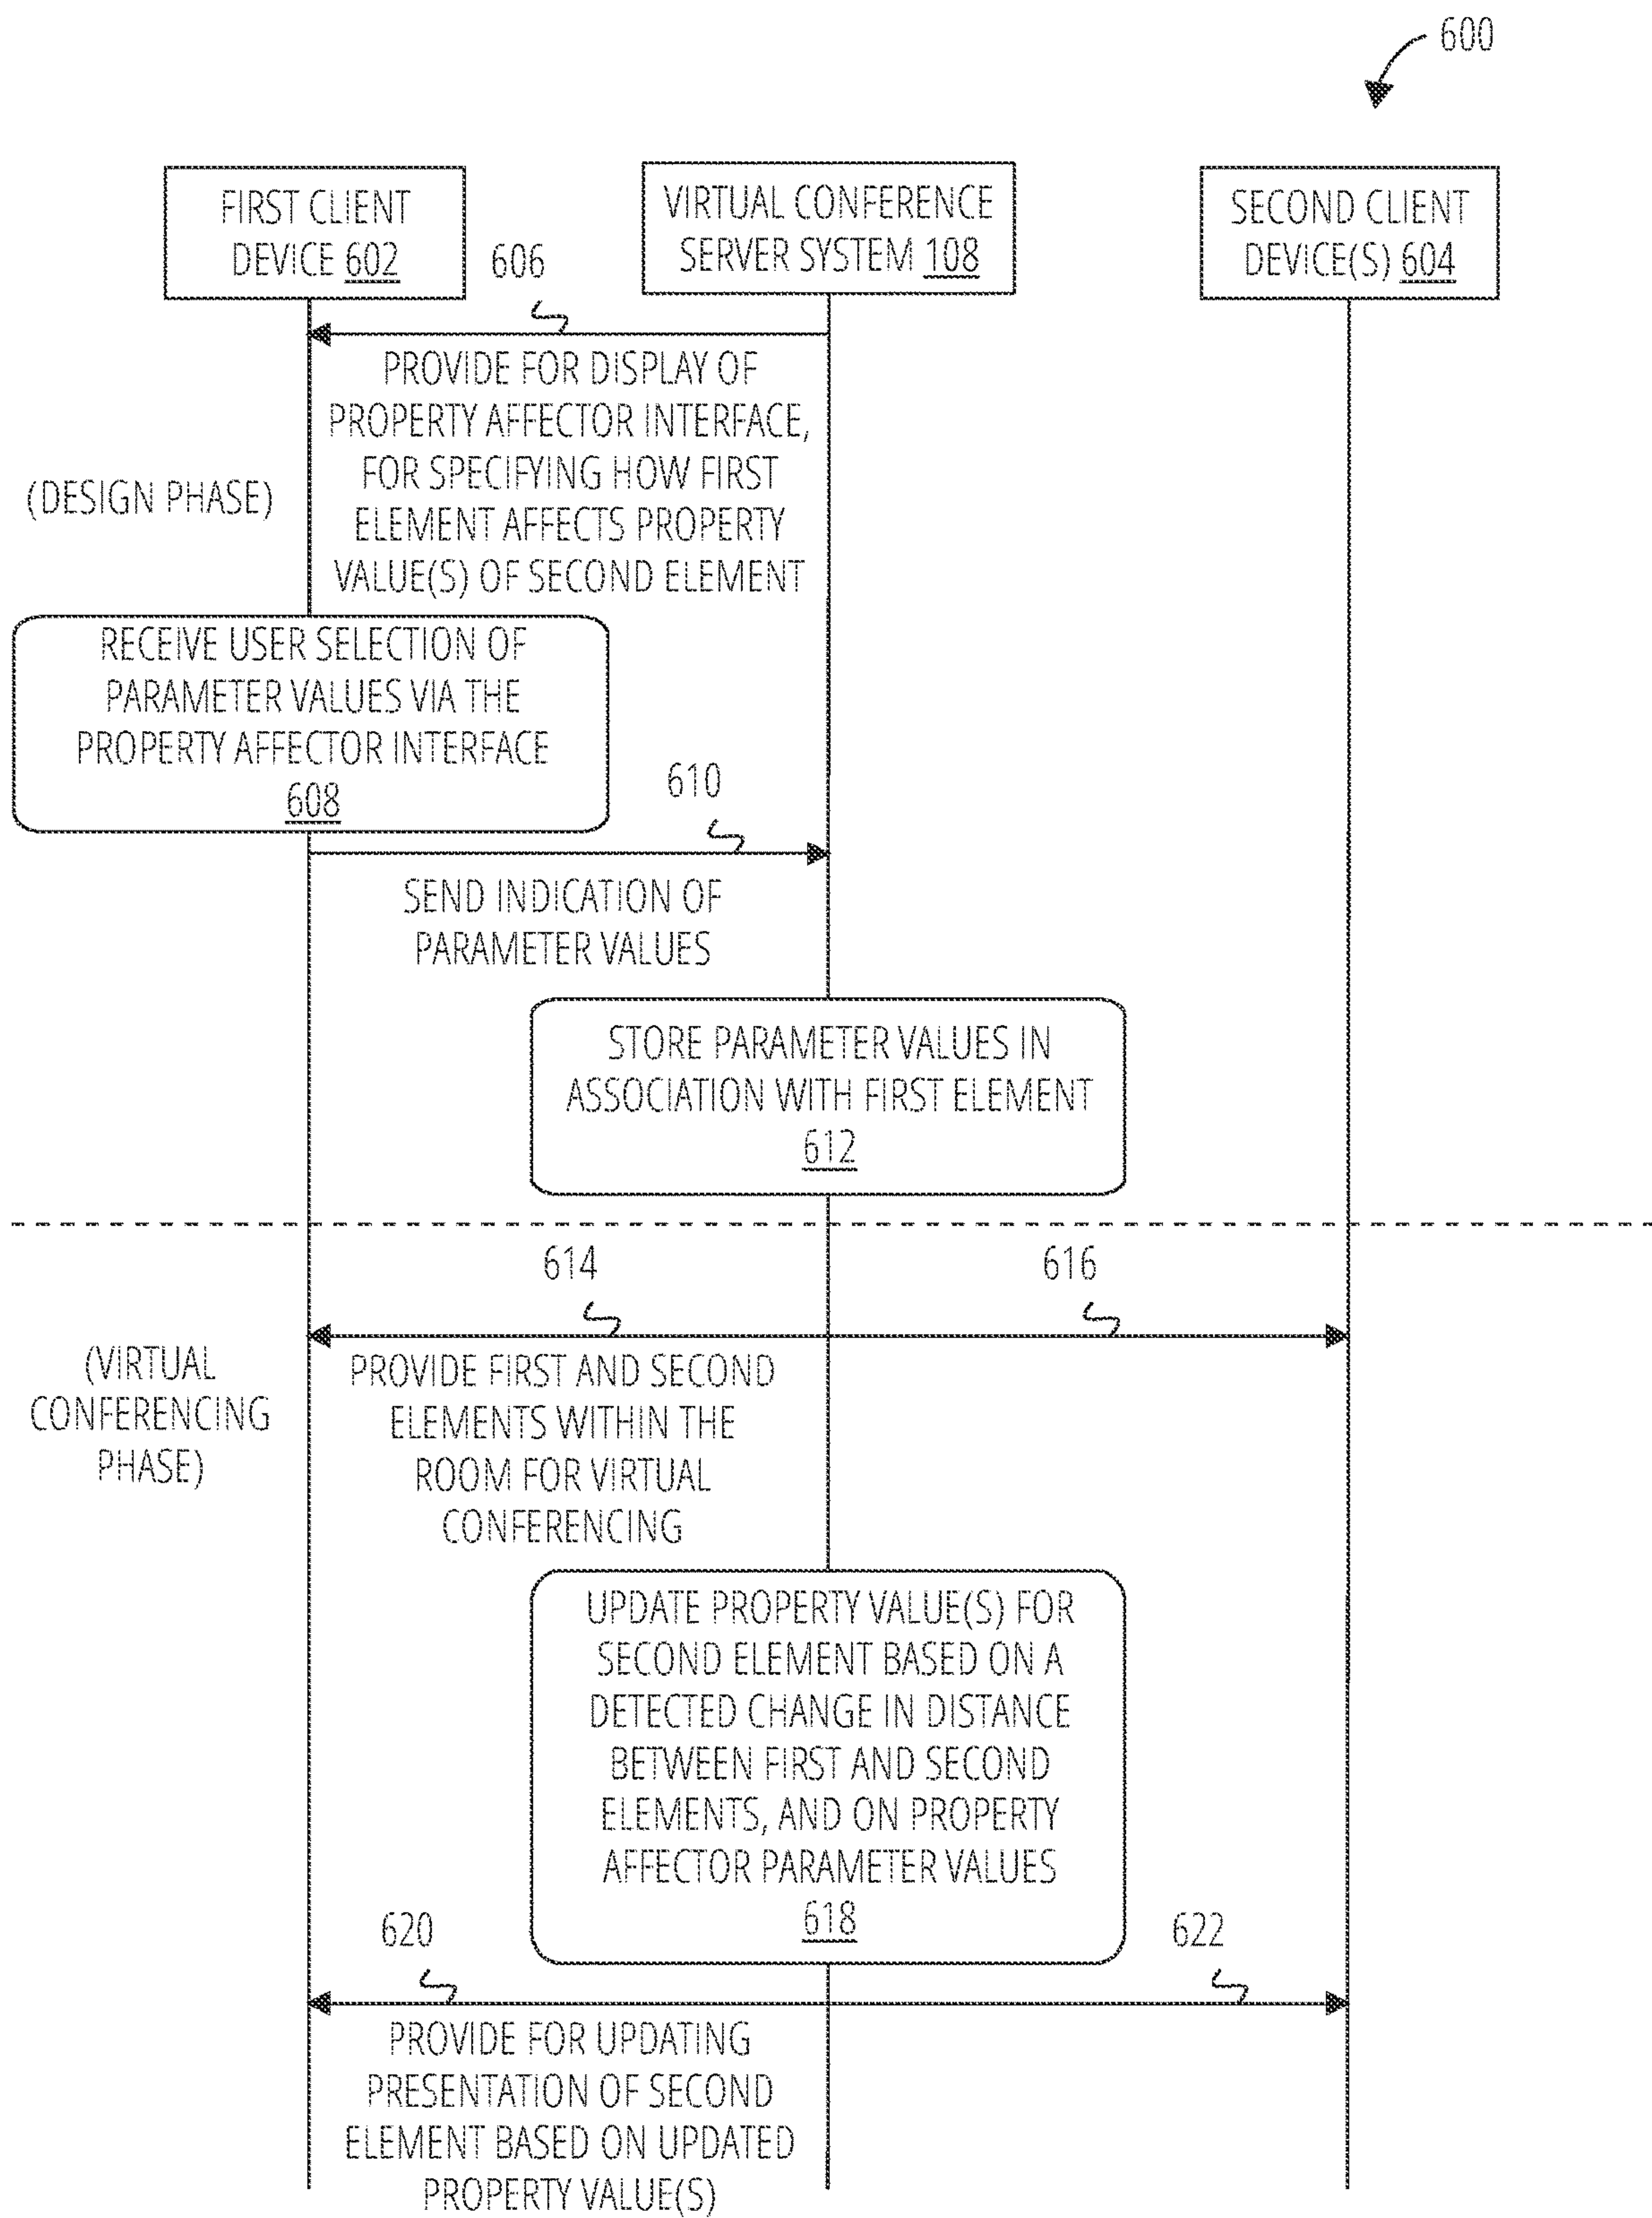 600
FIRST CLIENT
DEVICE 602
VIRTUAL CONFERENCE
SERVER SYSTEM 108
SECOND CLIENT
DEVICE(S) 604
606
PROVIDE FOR DISPLAY OF
PROPERTY AFFECTOR INTERFACE,
FOR SPECIFYING HOW FIRST
ELEMENT AFFECTS PROPERTY
VALUE(S) OF SECOND ELEMENT
(DESIGN PHASE)
RECEIVE USER SELECTION OF
PARAMETER VALUES VIA THE
PROPERTY AFFECTOR INTERFACE
608
610
SEND INDICATION OF
PARAMETER VALUES
STORE PARAMETER VALUES IN
ASSOCIATION WITH FIRST ELEMENT
612
614
616
(VIRTUAL
CONFERENCING
PHASE)
PROVIDE FIRST AND SECOND
ELEMENTS WITHIN THE
ROOM FOR VIRTUAL
CONFERENCING
UPDATE PROPERTY VALUE(S) FOR
SECOND ELEMENT BASED ON A
DETECTED CHANGE IN DISTANCE
BETWEEN FIRST AND SECOND
ELEMENTS, AND ON PROPERTY
AFFECTOR PARAMETER VALUES
618
620
622
PROVIDE FOR UPDATING
PRESENTATION OF SECOND
ELEMENT BASED ON UPDATED
PROPERTY VALUE(S)